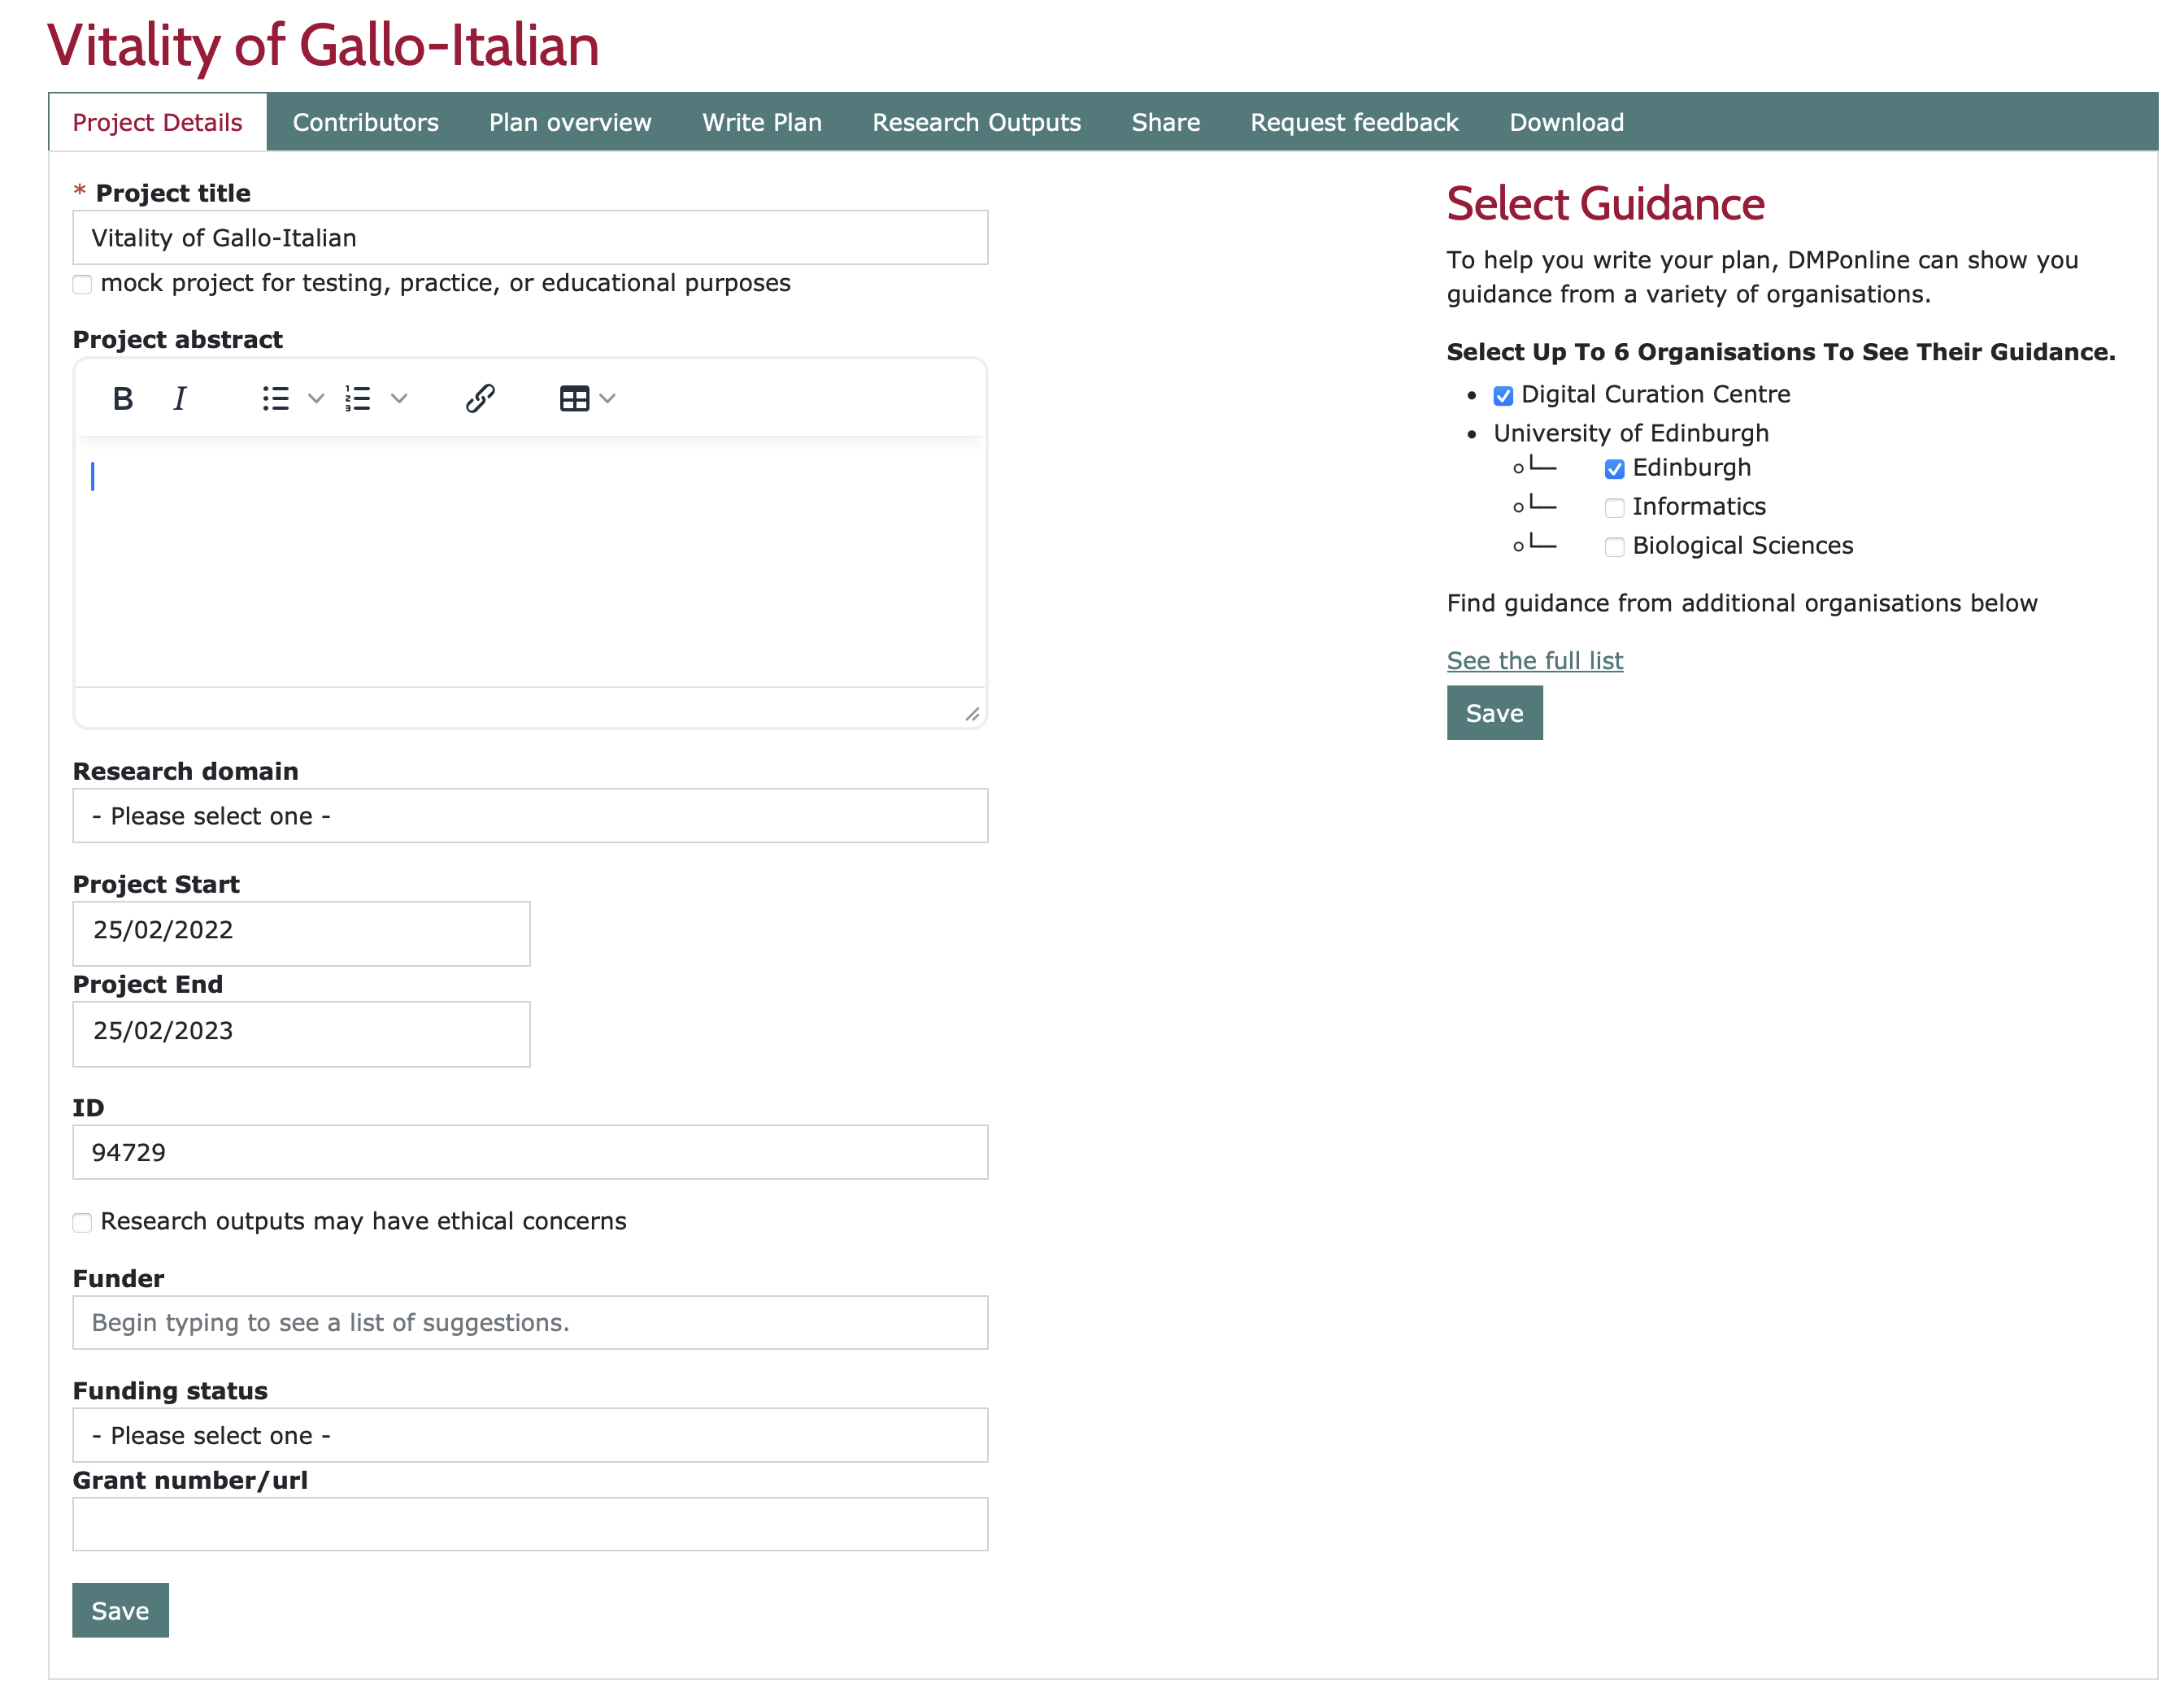 Vitality of Gallo-Italian
Project Details Contributors Plan overview Write Plan Research Outputs Share Request feedback Download
* Project title
Vitality of Gallo-Italian
mock project for testing, practice, or educational purposes
Project abstract
B I
Research domain
- Please select one -
Project Start
25/02/2022
Project End
25/02/2023
ID
94729
Research outputs may have ethical concerns
Funder
Begin typing to see a list of suggestions.
Funding status
- Please select one -
Grant number/url
Save
Select Guidance
To help you write your plan, DMPonline can show you
guidance from a variety of organisations.
Select Up To 6 Organisations To See Their Guidance.
Digital Curation Centre
University of Edinburgh
Edinburgh
Informatics
Biological Sciences
Find guidance from additional organisations below
See the full list
Save